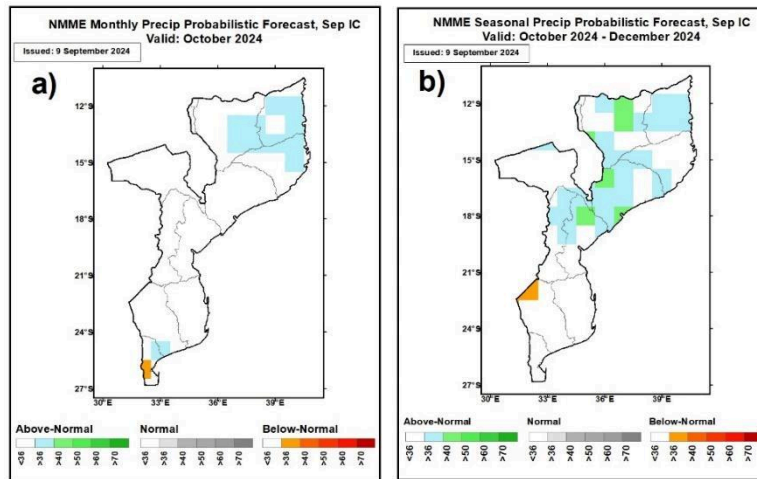 NMME Monthly Precip Probabilistic Forecast, Sep IC
Valid: October 2024
Issued: 9 September 2024
a)
12°S
15°S
18°S
21°S
24°S
27°S
30°E
33°E
36°E
39°E
Above-Normal
Normal
Below-Normal
<36
>36
>40
>50
>60
>70
<36
>36
>40
>50
>60
>70
<36
>36
>40
>50
>60
>70
NMME Seasonal Precip Probabilistic Forecast, Sep IC
Valid: October 2024 - December 2024
Issued: 9 September 2024
b)
12°S
15°S
18°S
21°S
24°S
27°S
30°E
33°E
36°E
39°E
Above-Normal
Normal
Below-Normal
<36
>36
>40
>50
>60
>70
<36
>36
>40
>50
>60
>70
<36
>36
>40
>50
>60
>70